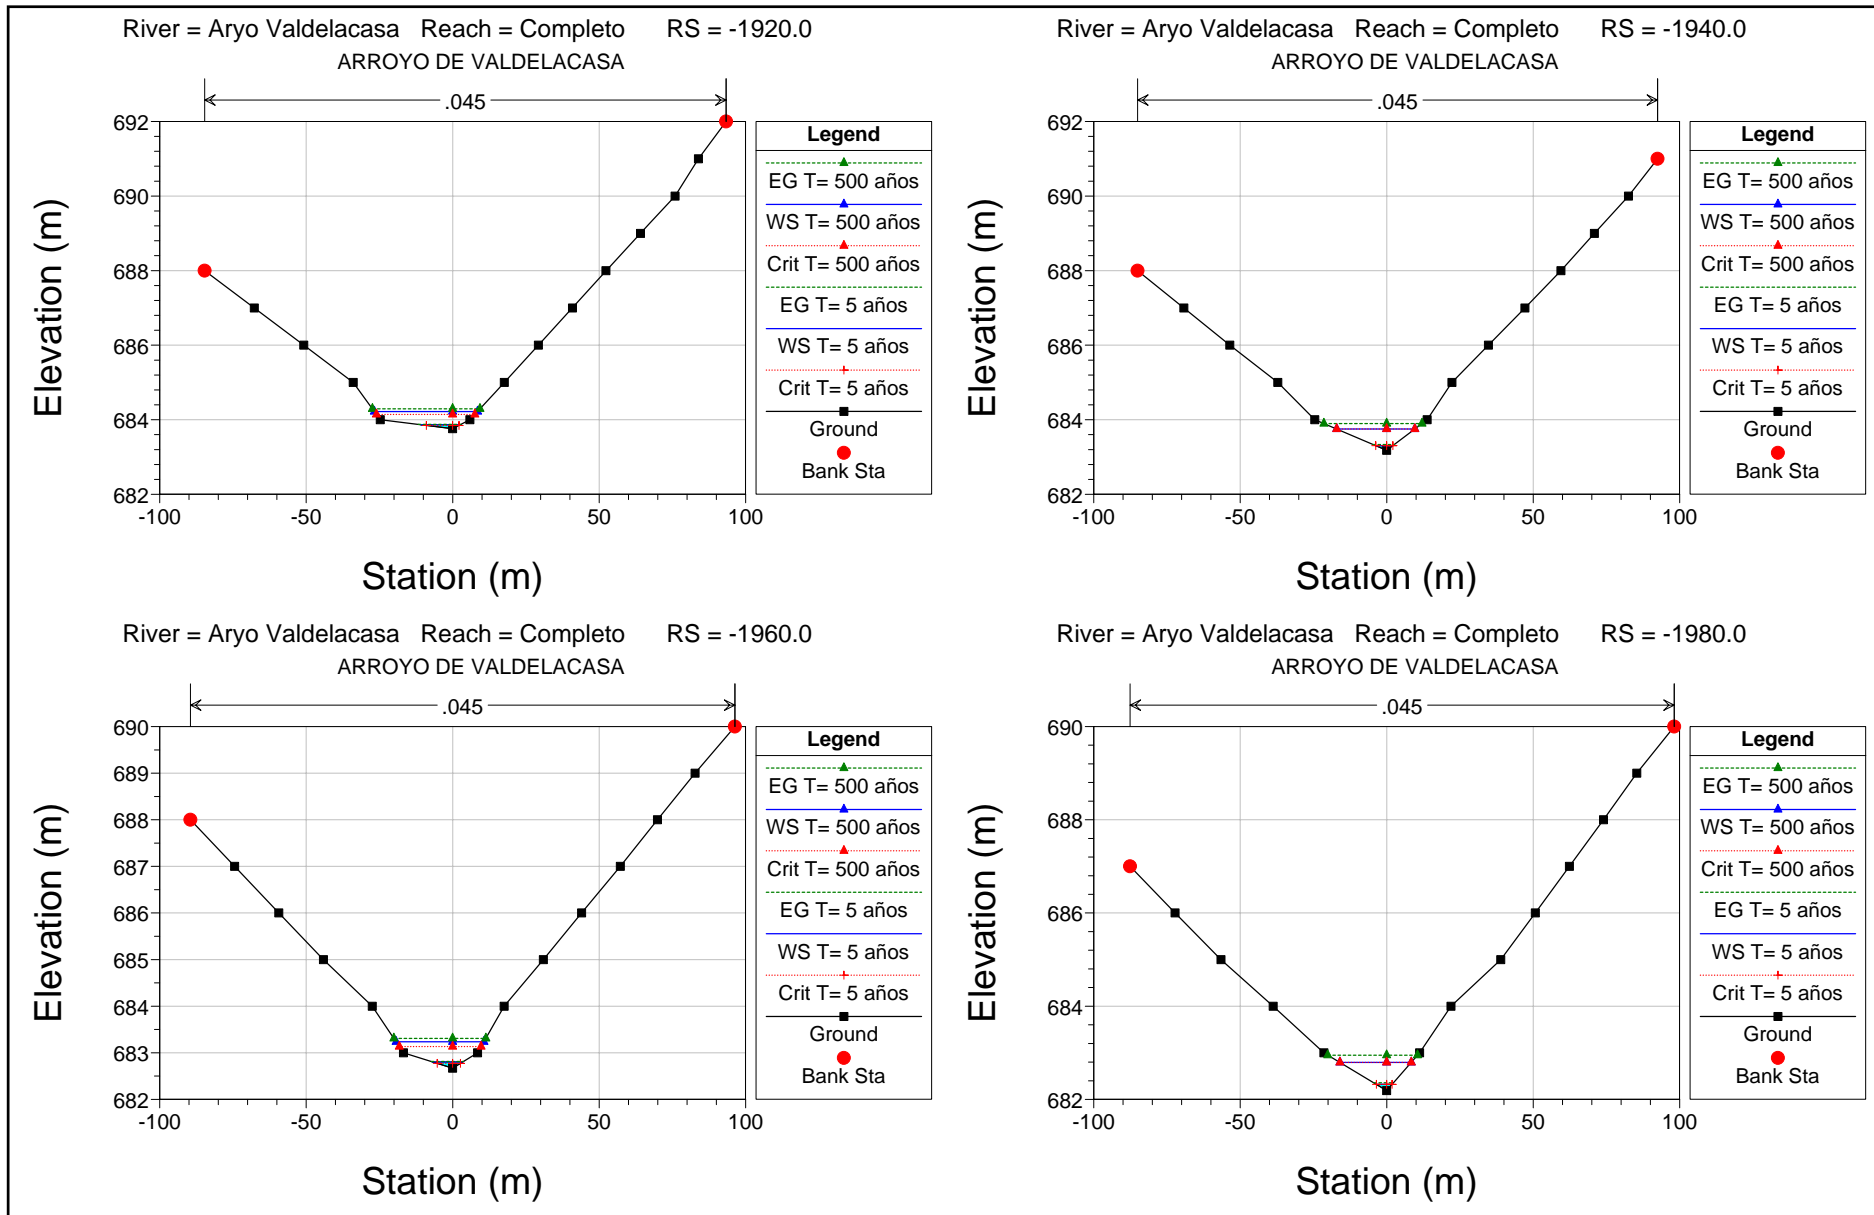 River = Aryo Valdelacasa Reach = Completo RS = -1920.0
ARROYO DE VALDELACASA
.045
692
690
688
686
684
682
-100
-50
0
50
100
Elevation (m)
Station (m)
Legend
EG T= 500 años
WS T= 500 años
Crit T= 500 años
EG T= 5 años
WS T= 5 años
Crit T= 5 años
Ground
Bank Sta
River = Aryo Valdelacasa Reach = Completo RS = -1940.0
ARROYO DE VALDELACASA
.045
692
690
688
686
684
682
-100
-50
0
50
100
Elevation (m)
Station (m)
Legend
EG T= 500 años
WS T= 500 años
Crit T= 500 años
EG T= 5 años
WS T= 5 años
Crit T= 5 años
Ground
Bank Sta
River = Aryo Valdelacasa Reach = Completo RS = -1960.0
ARROYO DE VALDELACASA
.045
690
689
688
687
686
685
684
683
682
-100
-50
0
50
100
Elevation (m)
Station (m)
Legend
EG T= 500 años
WS T= 500 años
Crit T= 500 años
EG T= 5 años
WS T= 5 años
Crit T= 5 años
Ground
Bank Sta
River = Aryo Valdelacasa Reach = Completo RS = -1980.0
ARROYO DE VALDELACASA
.045
690
688
686
684
682
-100
-50
0
50
100
Elevation (m)
Station (m)
Legend
EG T= 500 años
WS T= 500 años
Crit T= 500 años
EG T= 5 años
WS T= 5 años
Crit T= 5 años
Ground
Bank Sta